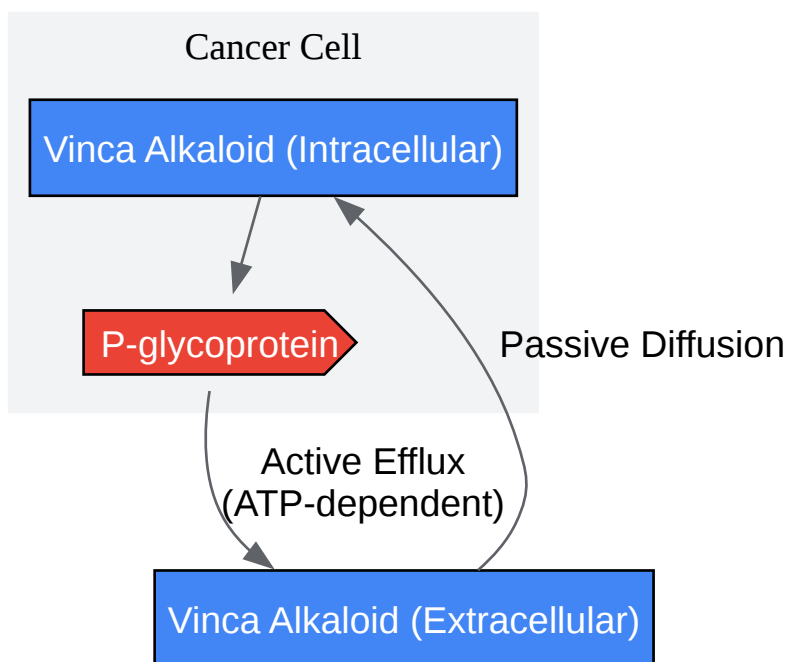 Cancer Cell
Vinca Alkaloid (Intracellular)
P-glycoprotein
Passive Diffusion
Active Efflux
(ATP-dependent)
Vinca Alkaloid (Extracellular)